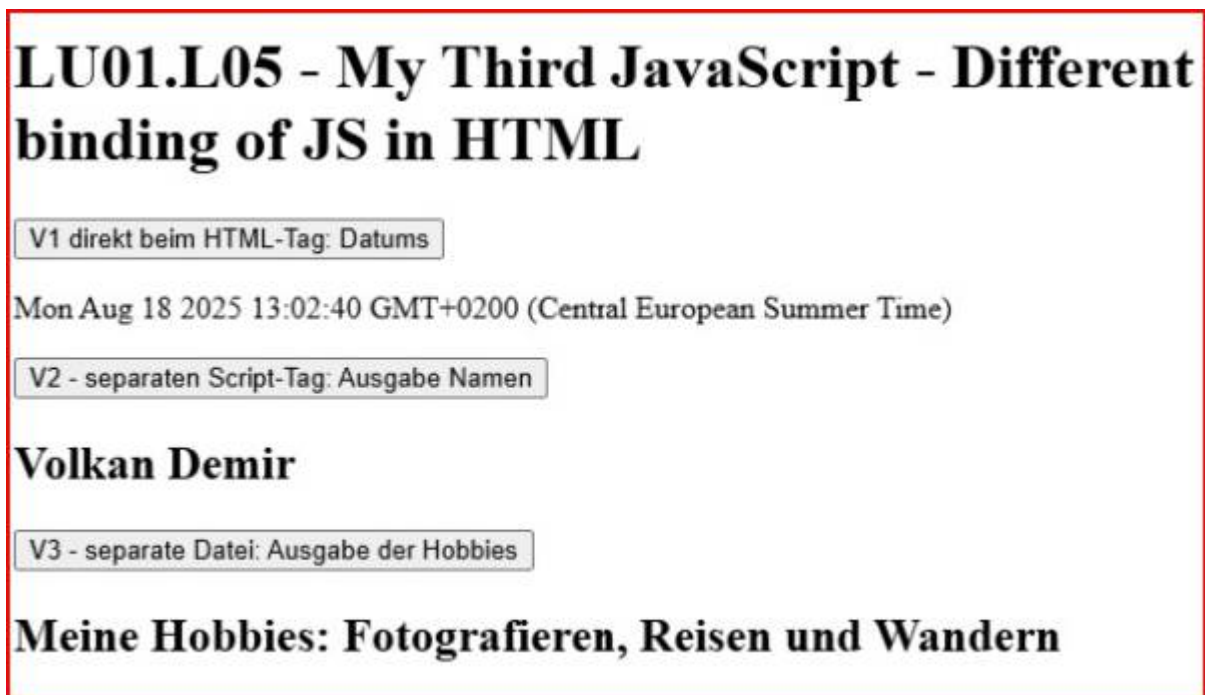 LU01.L05 - My Third JavaScript - Different
binding of JS in HTML
V1 direkt beim HTML-Tag: Datums
Mon Aug 18 2025 13:02:40 GMT+0200 (Central European Summer Time)
V2 - separaten Script-Tag: Ausgabe Namen
Volkan Demir
V3 - separate Datei: Ausgabe der Hobbies
Meine Hobbies: Fotografieren, Reisen und Wandern